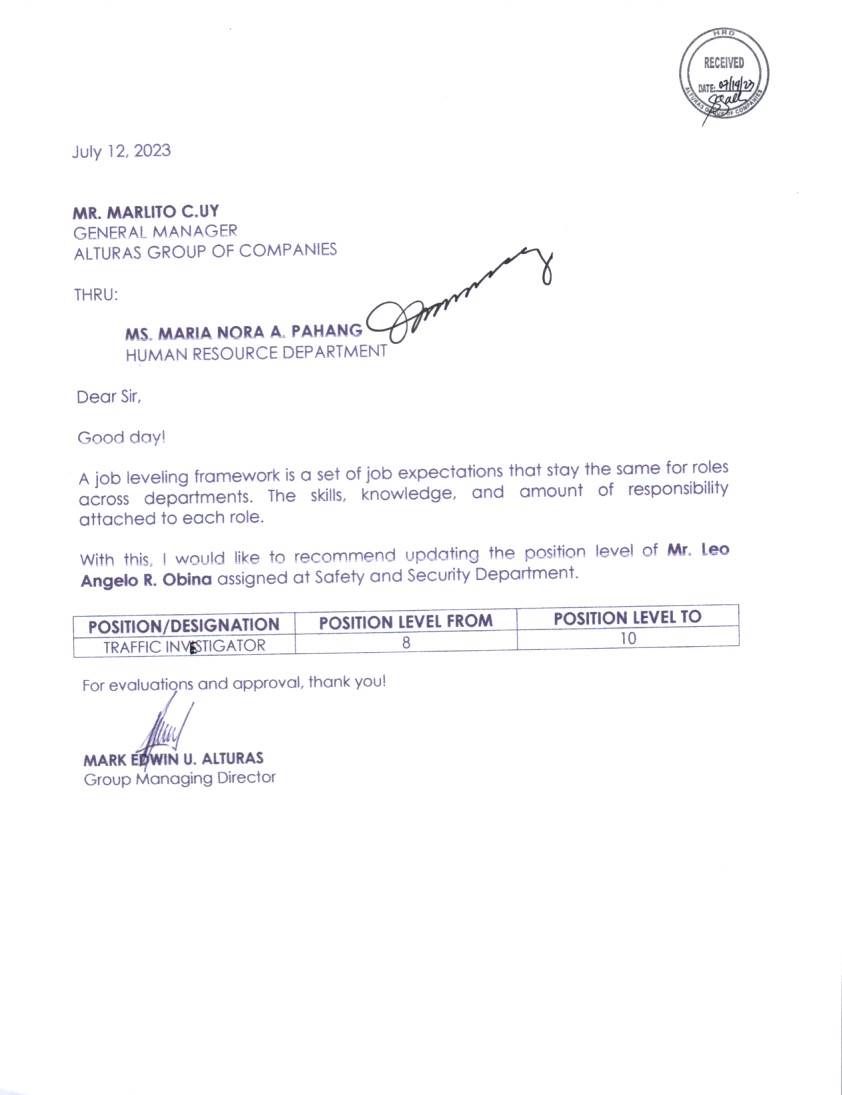 HRD
RECEIVED
DATE: 07/19/23
ALTURAS GROUP OF COMPANIES
July 12, 2023
MR. MARLITO C.UY
GENERAL MANAGER
ALTURAS GROUP OF COMPANIES
THRU:
MS. MARIA NORA A. PAHANG
HUMAN RESOURCE DEPARTMENT
Dear Sir,
Good day!
A job leveling framework is a set of job expectations that stay the same for roles
across departments. The skills, knowledge, and amount of responsibility
attached to each role.
With this, I would like to recommend updating the position level of Mr. Leo
Angelo R. Obina assigned at Safety and Security Department.
POSITION/DESIGNATION POSITION LEVEL FROM POSITION LEVEL TO
TRAFFIC INVESTIGATOR 8 10
For evaluations and approval, thank you!
MARK EDWIN U. ALTURAS
Group Managing Director